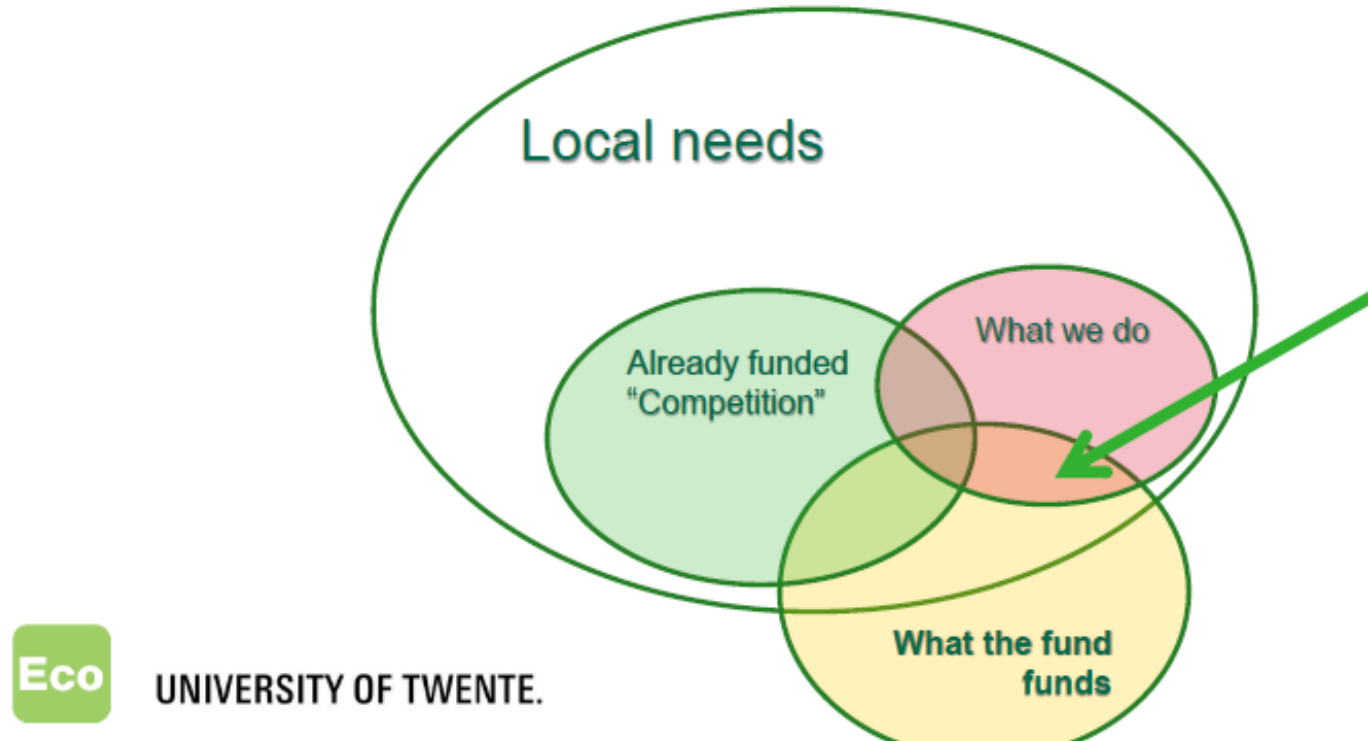 Local needs
What we do
Already funded
“Competition”
What the fund
funds
Eco
UNIVERSITY OF TWENTE.